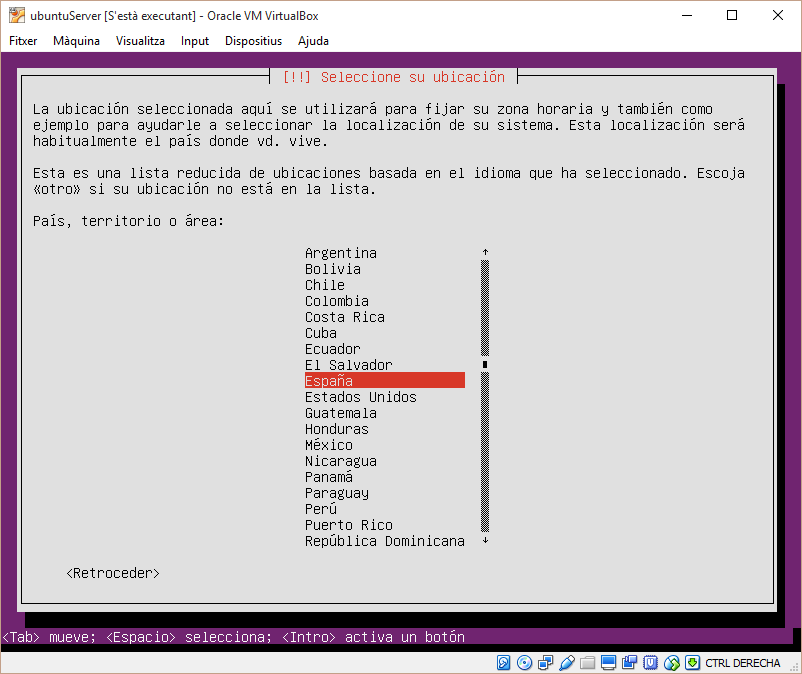 ubuntuServer [S'està executant] - Oracle VM VirtualBox
Fitxer Màquina Visualitza Input Dispositius Ajuda
[!!] Seleccione su ubicación
La ubicación seleccionada aquí se utilizará para fijar su zona horaria y también como
ejemplo para ayudarle a seleccionar la localización de su sistema. Esta localización será
habitualmente el país donde vd. vive.
Esta es una lista reducida de ubicaciones basada en el idioma que ha seleccionado. Escoja
«otro» si su ubicación no está en la lista.
País, territorio o área:
Argentina
Bolivia
Chile
Colombia
Costa Rica
Cuba
Ecuador
El Salvador
España
Estados Unidos
Guatemala
Honduras
México
Nicaragua
Panamá
Paraguay
Perú
Puerto Rico
República Dominicana
<Retroceder>
<Tab> mueve; <Espacio> selecciona; <Intro> activa un botón
CTRL DERECHA